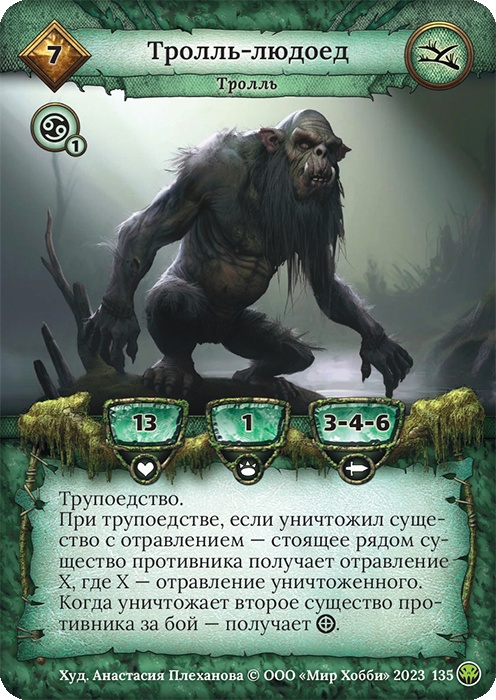 7
Тролль-людоед
Тролль
1
13
1
3-4-6
Трупоедство.
При трупоедстве, если уничтожил суще-
ство с отравлением — стоящее рядом су-
щество противника получает отравление
Х, где Х — отравление уничтоженного.
Когда уничтожает второе существо про-
тивника за бой — получает .
Худ. Анастасия Плеханова © ООО «Мир Хобби» 2023 135